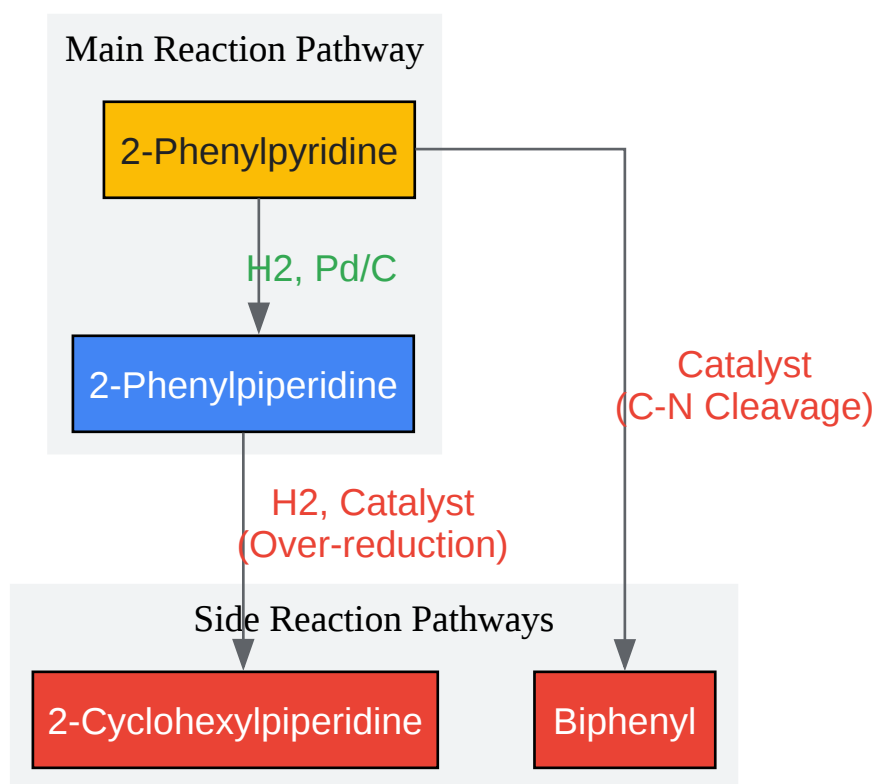 Main Reaction Pathway
2-Phenylpyridine
H2, Pd/C
2-Phenylpiperidine
Catalyst
(C-N Cleavage)
H2, Catalyst
(Over-reduction)
Side Reaction Pathways
2-Cyclohexylpiperidine
Biphenyl